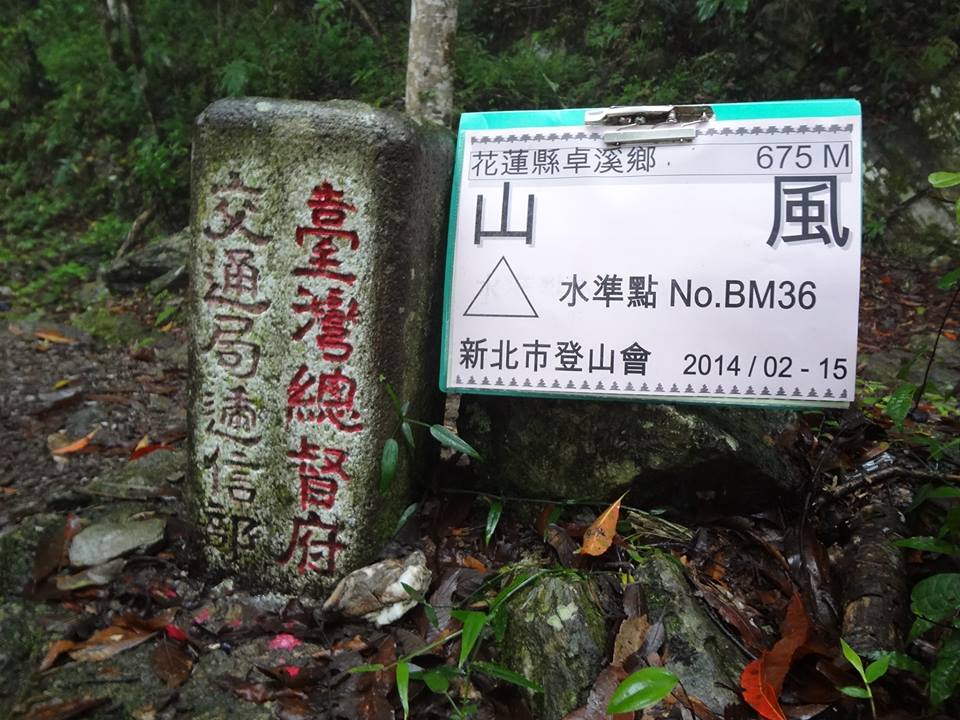 臺灣總督府
交通局遞信部
花蓮縣卓溪鄉 675 M
山風
水準點 No.BM36
新北市登山會 2014 / 02 - 15